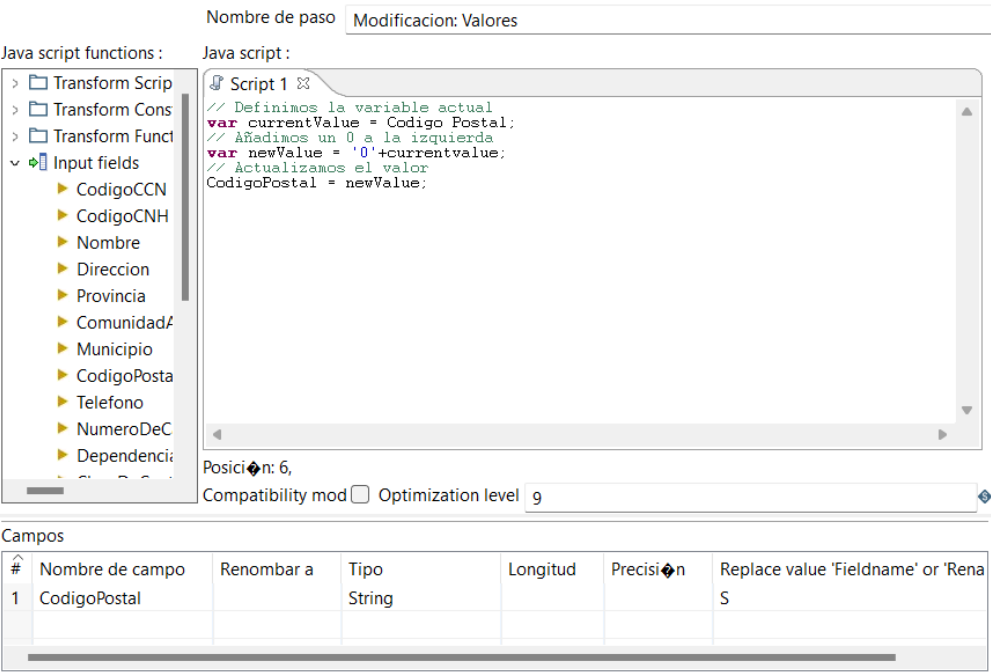 Nombre de paso Modificacion: Valores
Java script functions :
Java script :
Transform Scrip
Transform Cons
Transform Funct
Input fields
CodigoCCN
CodigoCNH
Nombre
Direccion
Provincia
ComunidadA
Municipio
CodigoPosta
Telefono
NumeroDeC
Dependencia
Script 1
// Definimos la variable actual
var currentValue = Codigo Postal;
// Añadimos un 0 a la izquierda
var newValue = '0'+currentvalue;
// Actualizamos el valor
CodigoPostal = newValue;
Posici�n: 6,
Compatibility mod Optimization level 9
Campos
# Nombre de campo Renombar a Tipo Longitud Precisi�n Replace value 'Fieldname' or 'Rena
1 CodigoPostal String S